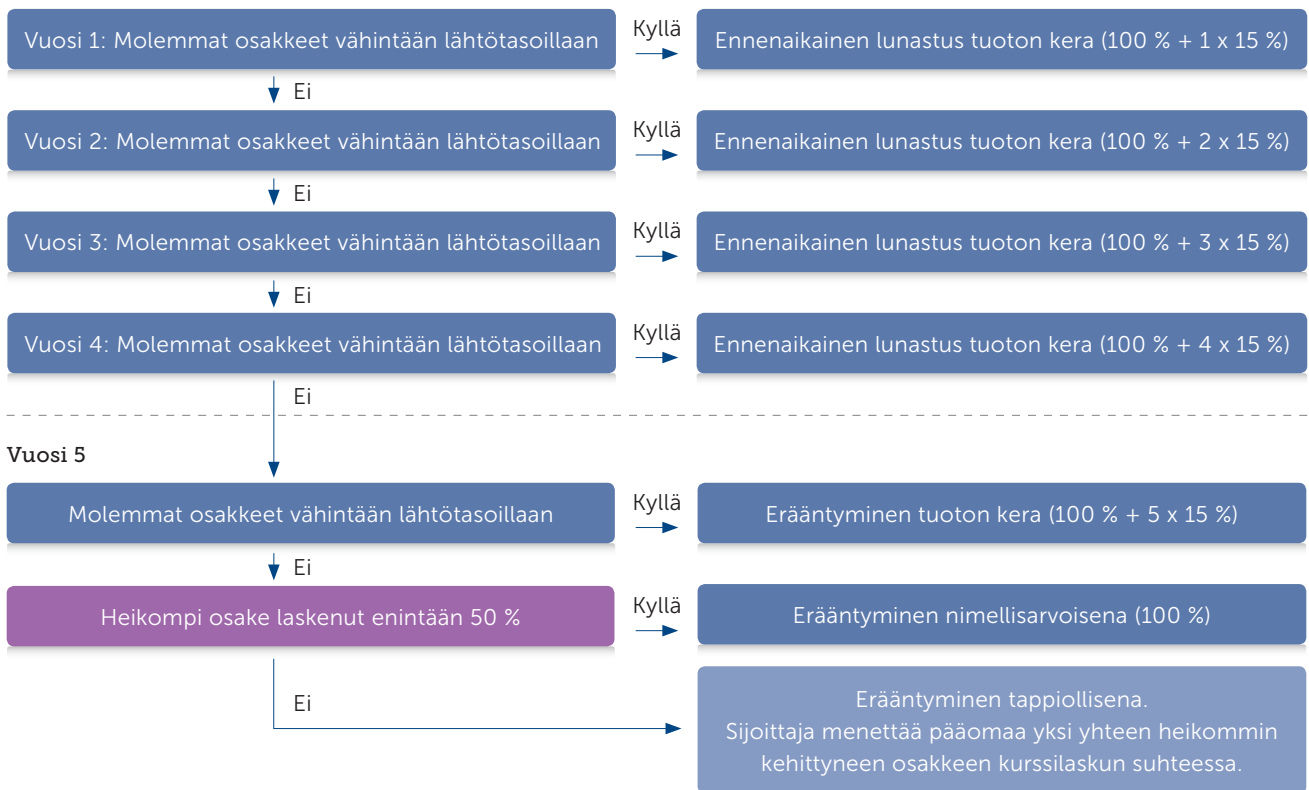 Vuosi 1: Molemmat osakkeet vähintään lähtötasoillaan
Kyllä
Ennenaikainen lunastus tuoton kera (100 % + 1 x 15 %)
Ei
Vuosi 2: Molemmat osakkeet vähintään lähtötasoillaan
Kyllä
Ennenaikainen lunastus tuoton kera (100 % + 2 x 15 %)
Ei
Vuosi 3: Molemmat osakkeet vähintään lähtötasoillaan
Kyllä
Ennenaikainen lunastus tuoton kera (100 % + 3 x 15 %)
Ei
Vuosi 4: Molemmat osakkeet vähintään lähtötasoillaan
Kyllä
Ennenaikainen lunastus tuoton kera (100 % + 4 x 15 %)
Ei
Vuosi 5
Molemmat osakkeet vähintään lähtötasoillaan
Kyllä
Erääntyminen tuoton kera (100 % + 5 x 15 %)
Ei
Heikompi osake laskenut enintään 50 %
Kyllä
Erääntyminen nimellisarvoisena (100 %)
Ei
Erääntyminen tappiollisena.
Sijoittaja menettää pääomaa yksi yhteen heikommin
kehittyneen osakkeen kurssilaskun suhteessa.